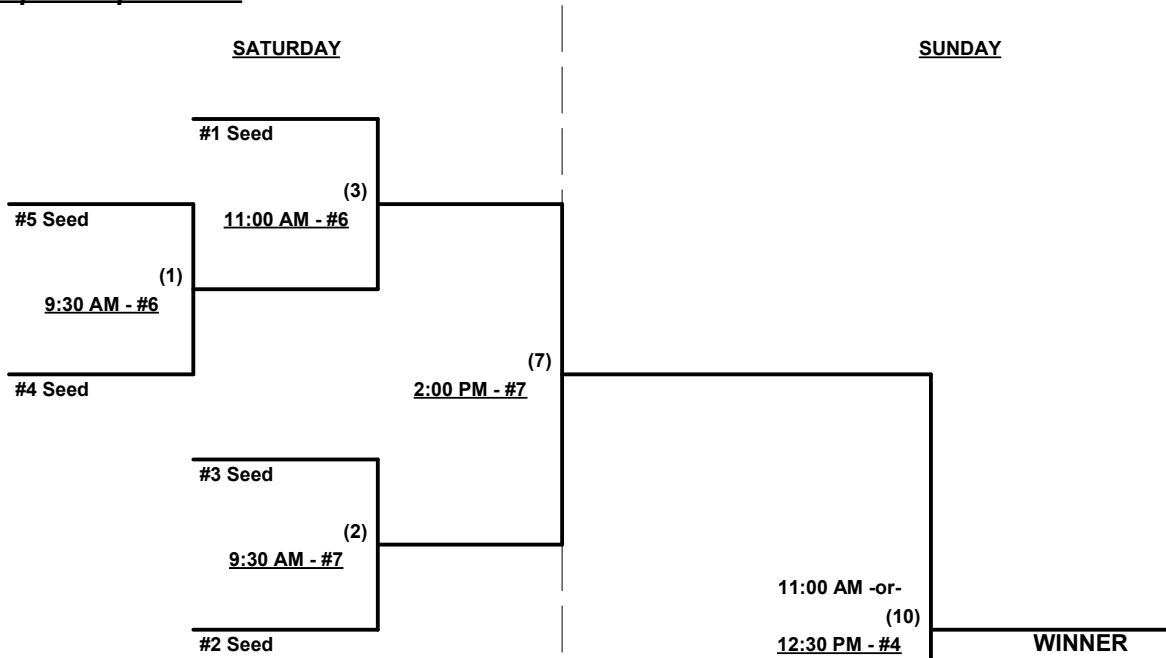 SATURDAY
SUNDAY
#1 Seed
(3)
#5 Seed
11:00 AM - #6
(1)
9:30 AM - #6
(7)
#4 Seed
2:00 PM - #7
#3 Seed
(2)
9:30 AM - #7
11:00 AM -or-
(10)
#2 Seed
12:30 PM - #4
WINNER